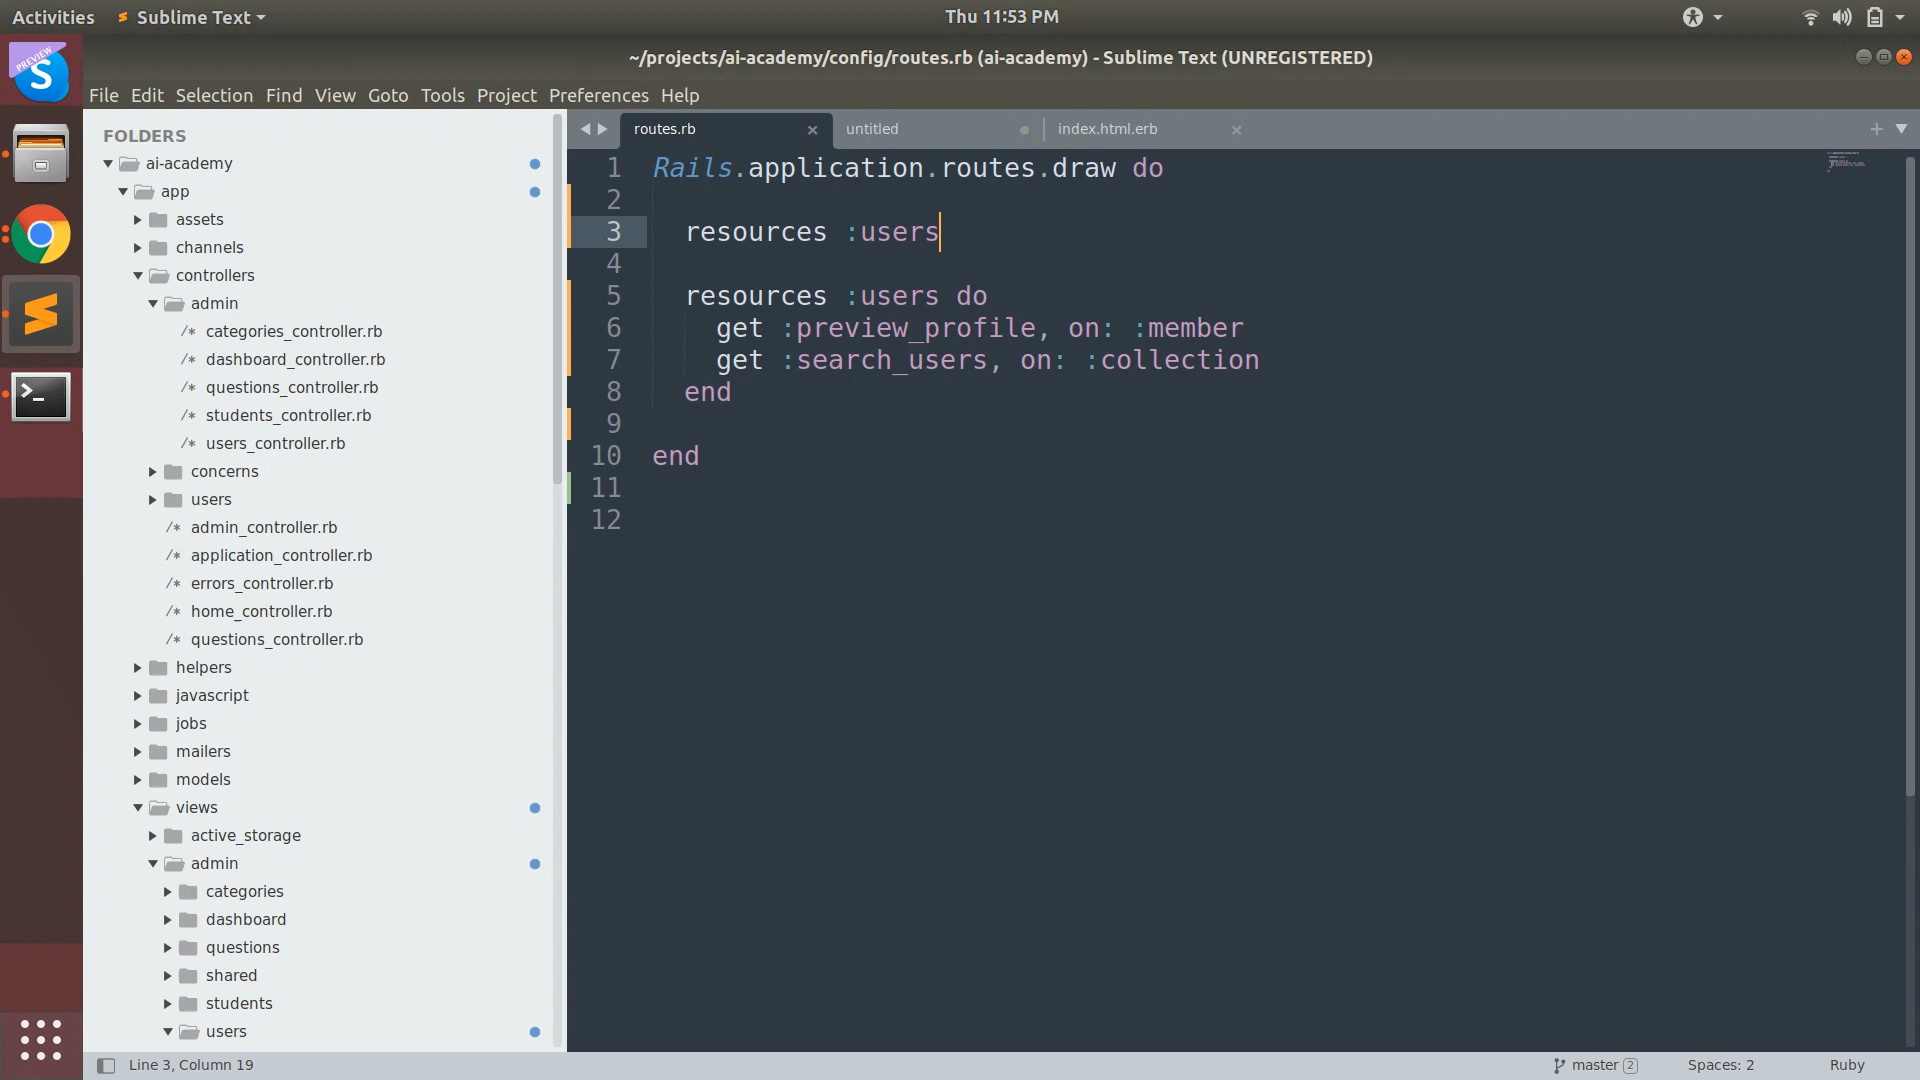 Activities Sublime Text Thu 11:53 PM
~/projects/ai-academy/config/routes.rb (ai-academy) - Sublime Text (UNREGISTERED)
PREVIEW
S
File Edit Selection Find View Goto Tools Project Preferences Help
FOLDERS
ai-academy
app
assets
channels
controllers
admin
/* categories_controller.rb
/* dashboard_controller.rb
/* questions_controller.rb
/* students_controller.rb
/* users_controller.rb
concerns
users
/* admin_controller.rb
/* application_controller.rb
/* errors_controller.rb
/* home_controller.rb
/* questions_controller.rb
helpers
javascript
jobs
mailers
models
views
active_storage
admin
categories
dashboard
questions
shared
students
users
routes.rb × untitled index.html.erb × +
1 Rails.application.routes.draw do
2
3 resources :users
4
5 resources :users do
6 get :preview_profile, on: :member
7 get :search_users, on: :collection
8 end
9
10 end
11
12
Line 3, Column 19 master 2 Spaces: 2 Ruby